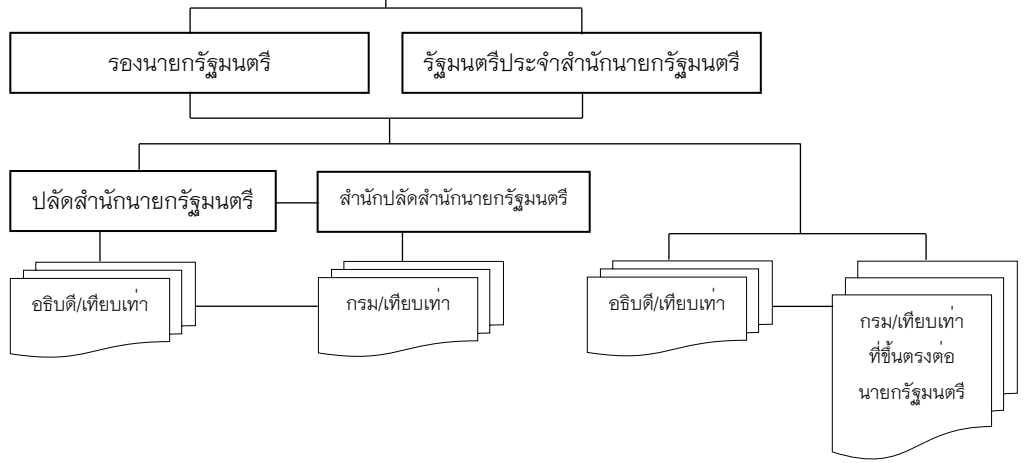 รองนายกรัฐมนตรี
รัฐมนตรีประจำสำนักนายกรัฐมนตรี
ปลัดสำนักนายกรัฐมนตรี
สำนักปลัดสำนักนายกรัฐมนตรี
อธิบดี/เทียบเท่า
กรม/เทียบเท่า
อธิบดี/เทียบเท่า
กรม/เทียบเท่า
ที่ขึ้นตรงต่อ
นายกรัฐมนตรี